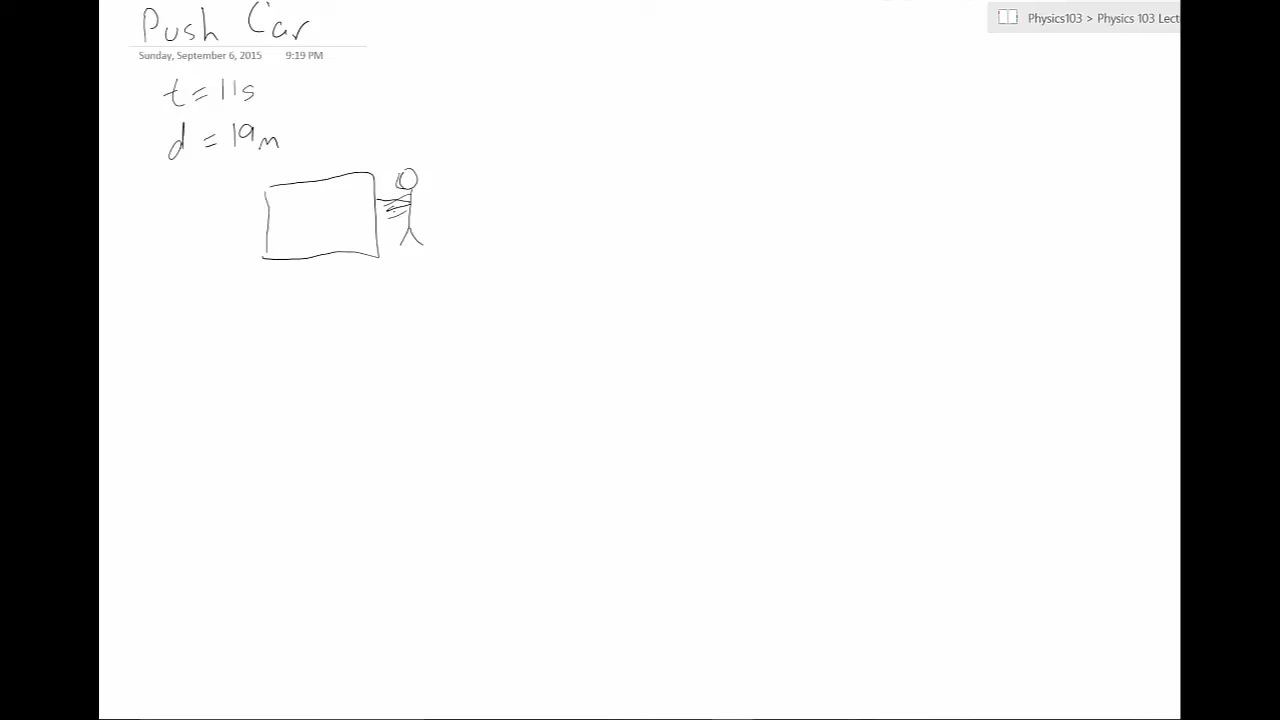 Push Car
Physics103 > Physics 103 Lect
Sunday, September 6, 2015 9:19 PM
t = 11s
d = 19m